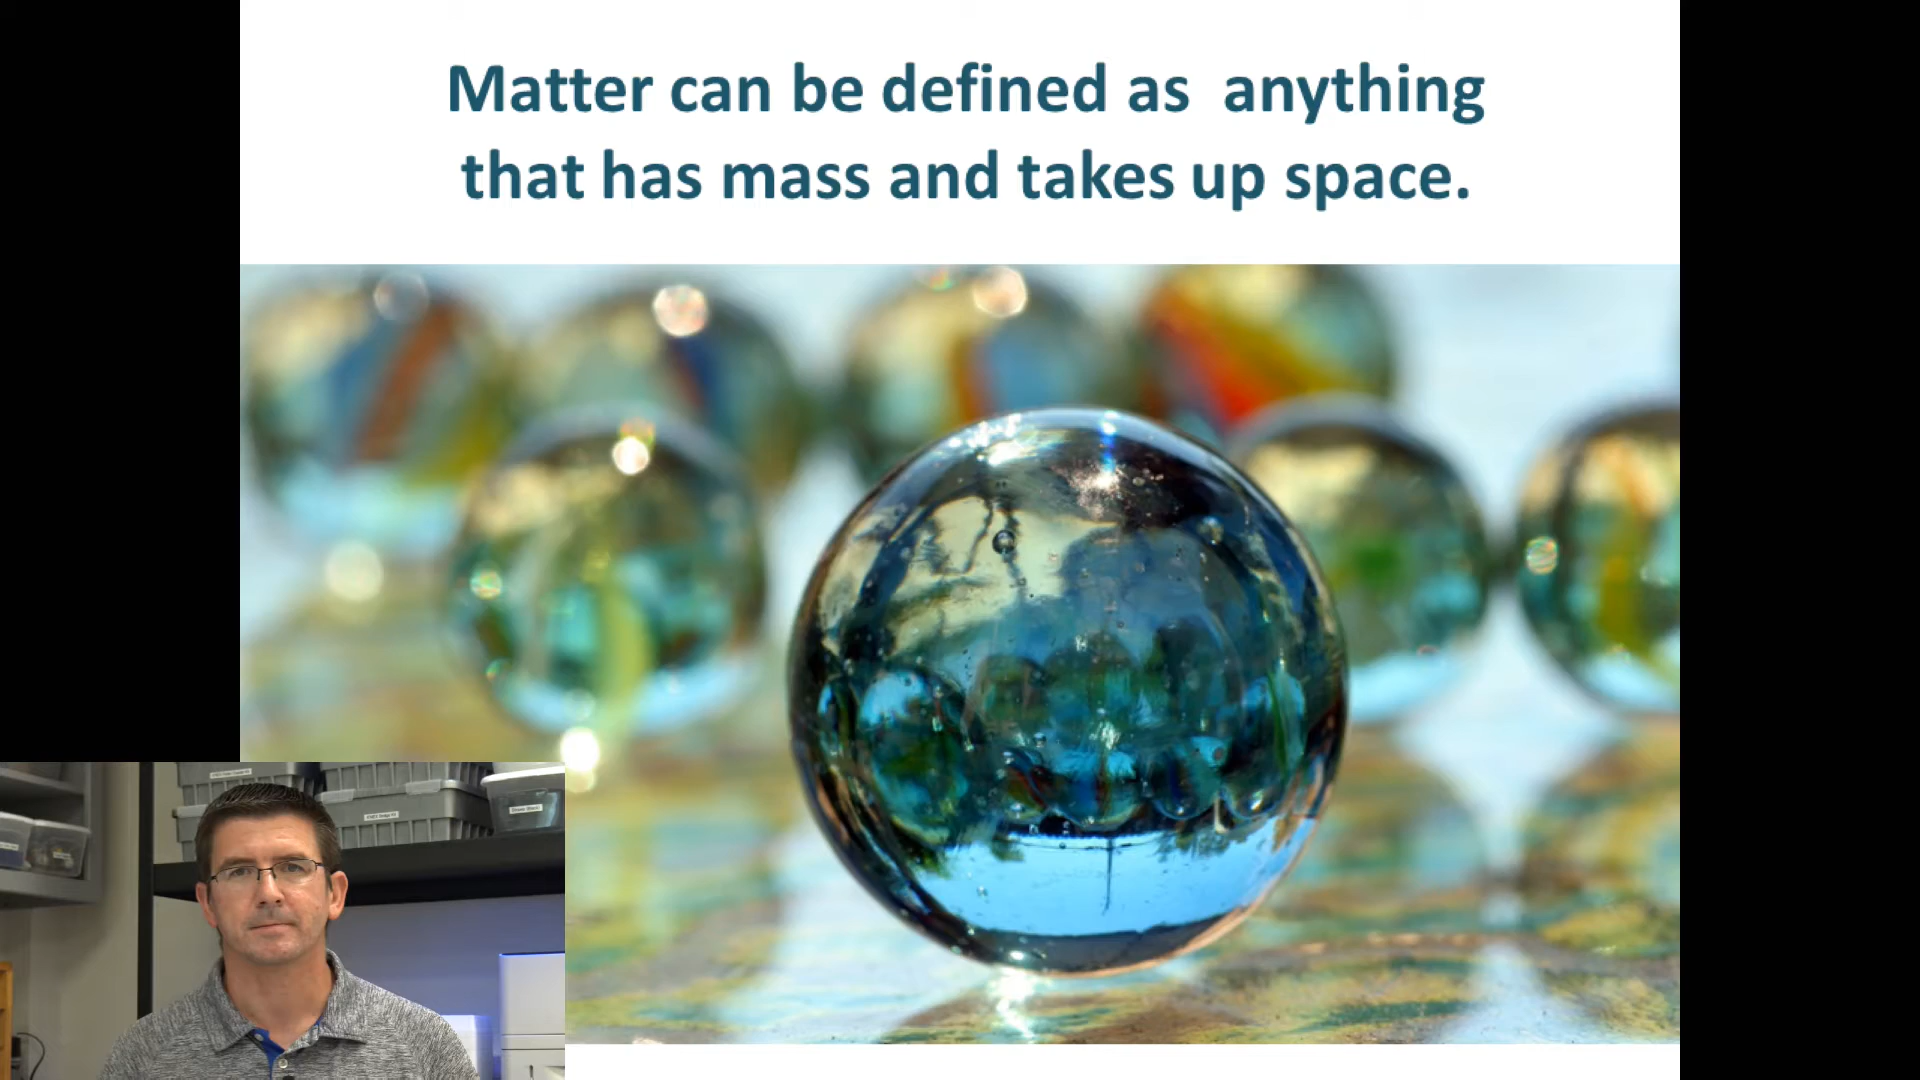 Matter can be defined as  anything
that has mass and takes up space.